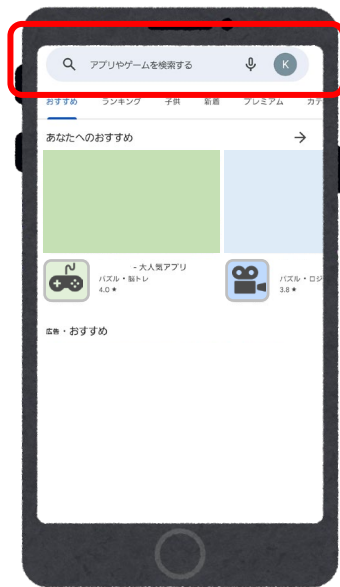 アプリやゲームを検索する K
おすすめ ランキング 子供 新着 プレミアム カテ
あなたへのおすすめ →
- 大人気アプリ
パズル・脳トレ
4.0 ★
パズル・ロジ
3.8 ★
広告・おすすめ